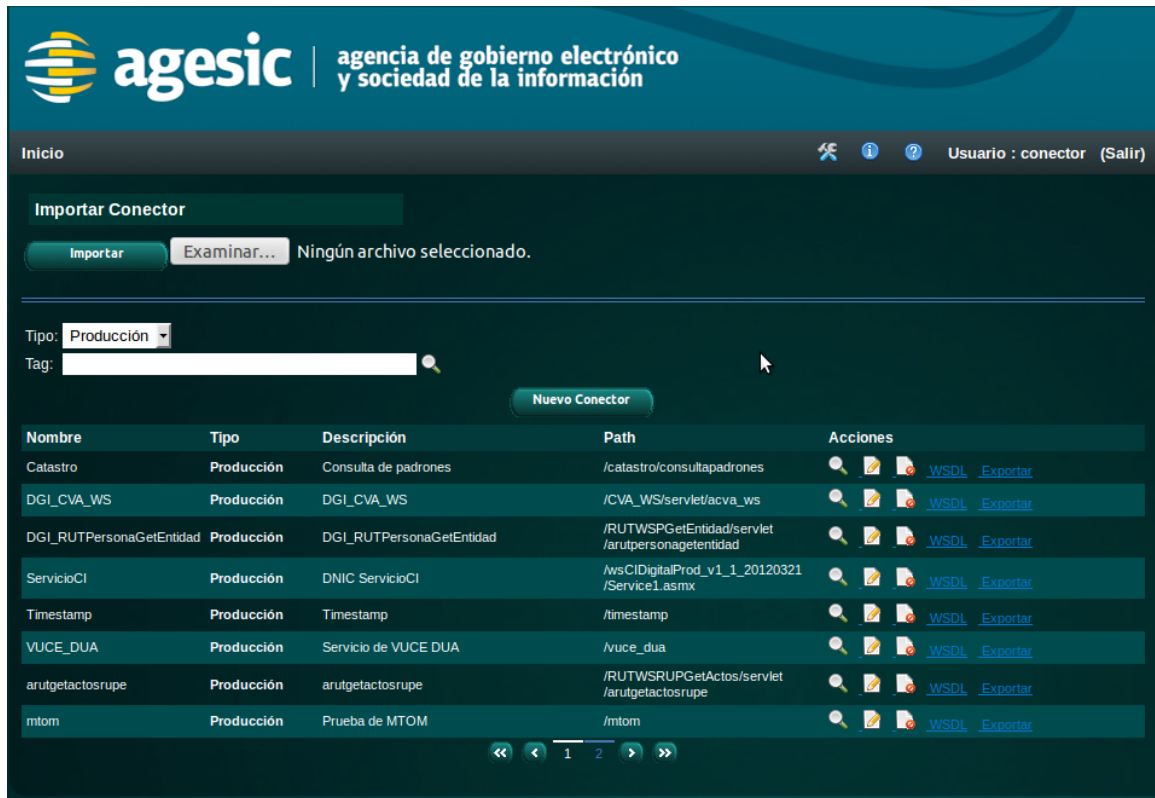 agesic
agencia de gobierno electrónico
y sociedad de la información
Inicio
Usuario : conector (Salir)
Importar Conector
Importar Examinar... Ningún archivo seleccionado.
Tipo: Producción
Tag:
Nuevo Conector
Nombre Tipo Descripción Path Acciones
Catastro Producción Consulta de padrones /catastro/consultapadrones WSDL Exportar
DGI_CVA_WS Producción DGI_CVA_WS /CVA_WS/servlet/acva_ws WSDL Exportar
DGI_RUTPersonaGetEntidad Producción DGI_RUTPersonaGetEntidad /RUTWSPGetEntidad/servlet
/arutpersonagetentidad WSDL Exportar
ServicioCI Producción DNIC ServicioCI /wsCIDigitalProd_v1_1_20120321
/Service1.asmx WSDL Exportar
Timestamp Producción Timestamp /timestamp WSDL Exportar
VUCE_DUA Producción Servicio de VUCE DUA /vuce_dua WSDL Exportar
arutgetactosrupe Producción arutgetactosrupe /RUTWSRUPGetActos/servlet
/arutgetactosrupe WSDL Exportar
mtom Producción Prueba de MTOM /mtom WSDL Exportar
1 2